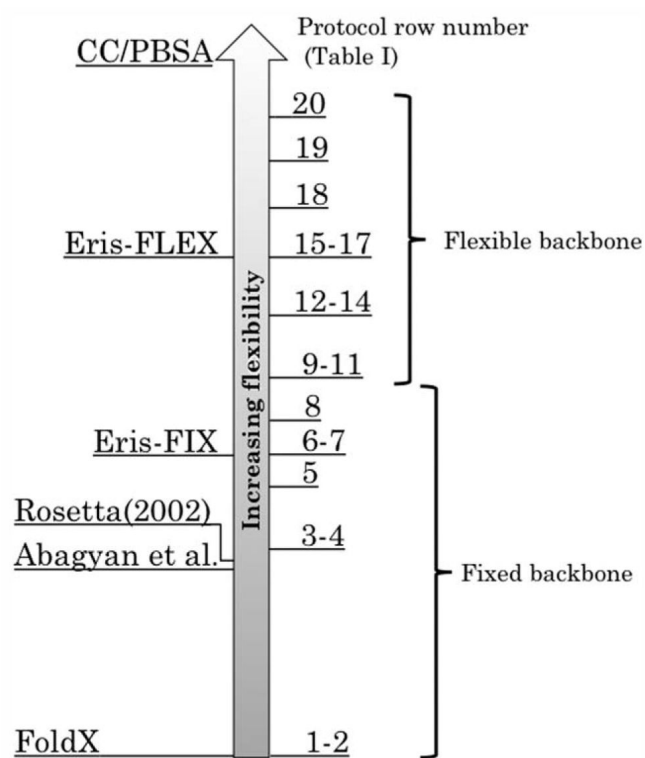 Protocol row number
(Table I)
CC/PBSA
20
19
18
Eris-FLEX
15-17
Flexible backbone
12-14
9-11
8
Eris-FIX
6-7
5
Increasing flexibility
Rosetta(2002)
3-4
Abagyan et al.
Fixed backbone
FoldX
1-2